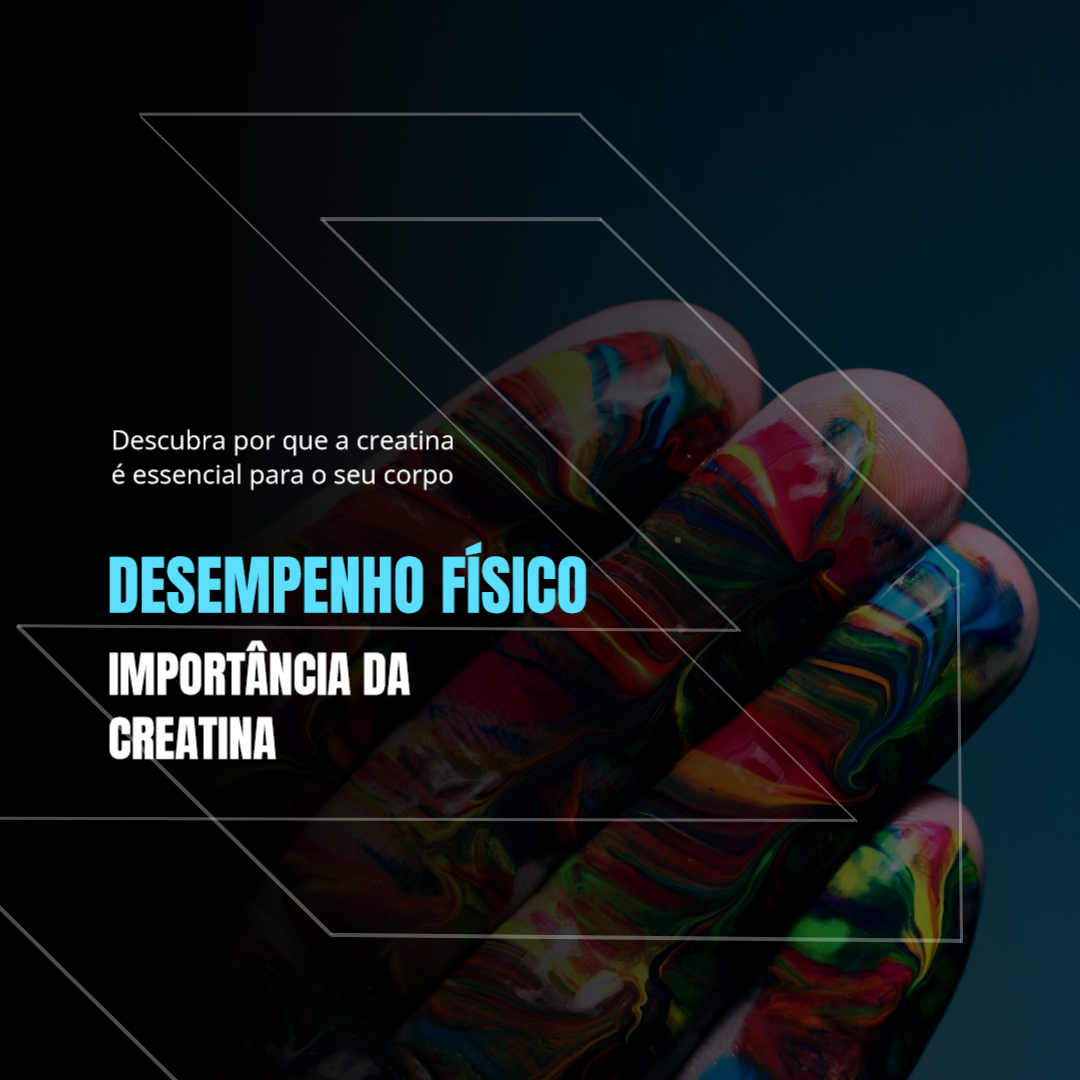 Descubra por que a creatina
é essencial para o seu corpo
DESEMPENHO FÍSICO
IMPORTÂNCIA DA
CREATINA